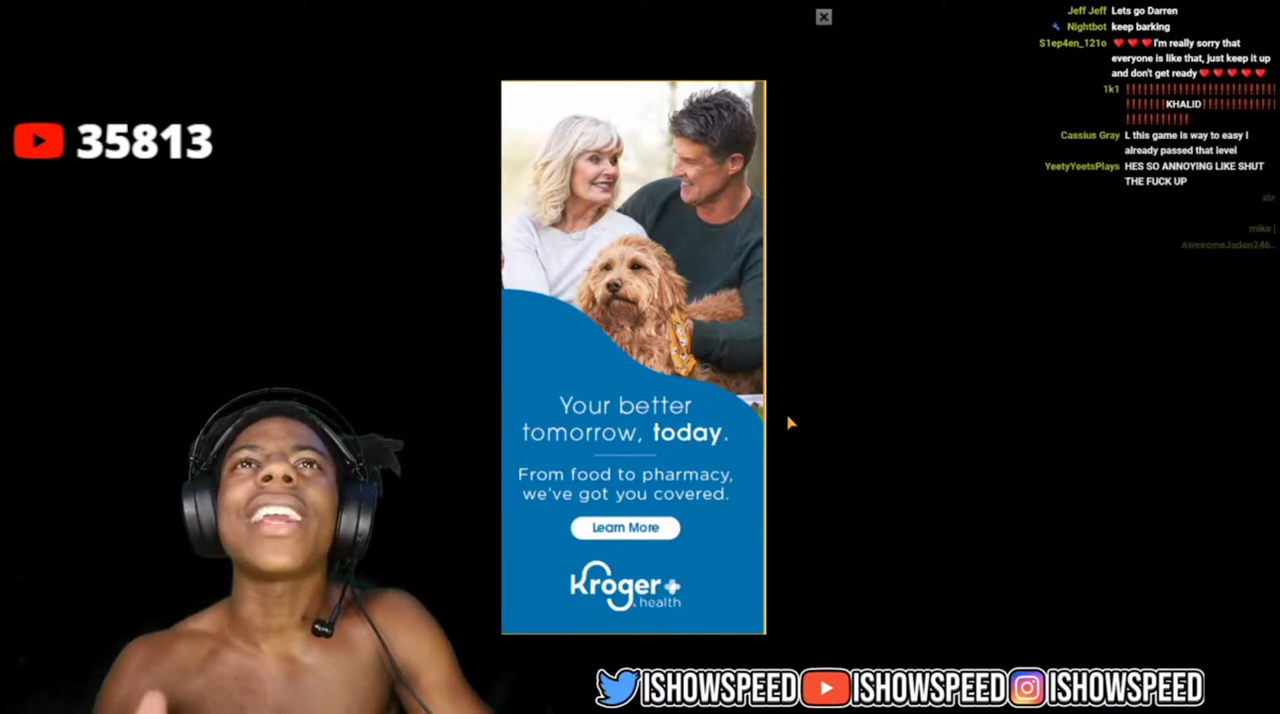 35813
Your better
tomorrow, today.
From food to pharmacy,
we've got you covered.
Learn More
Kroger
health
Jeff Jeff Lets go Darren
Nightbot keep barking
S1ep4en_121o ❤❤❤I'm really sorry that
everyone is like that, just keep it up
and don't get ready❤❤❤❤❤
1k1
KHALID
Cassius Gray L this game is way to easy I
already passed that level
YeetyYeetsPlays HES SO ANNOYING LIKE SHUT
THE FUCK UP
mike j
AwesomeJaden246..
ISHOWSPEED ISHOWSPEED ISHOWSPEED